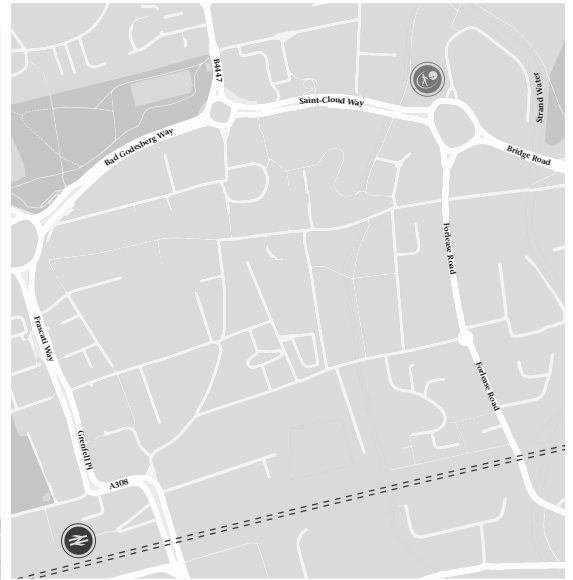 B4447
Saint-Cloud Way
Strand Water
Bad Godesberg Way
Bridge Road
Forlease Road
Frascati Way
Forlease Road
Grenfell Pl
A308